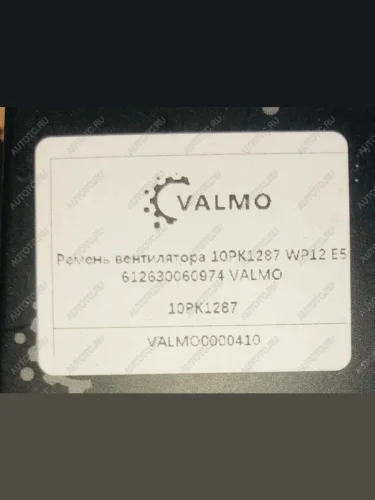 VALMO
Ремень вентилятора 10PK1287 WP12 E5
612630060974 VALMO
10PK1287
VALMO0000410